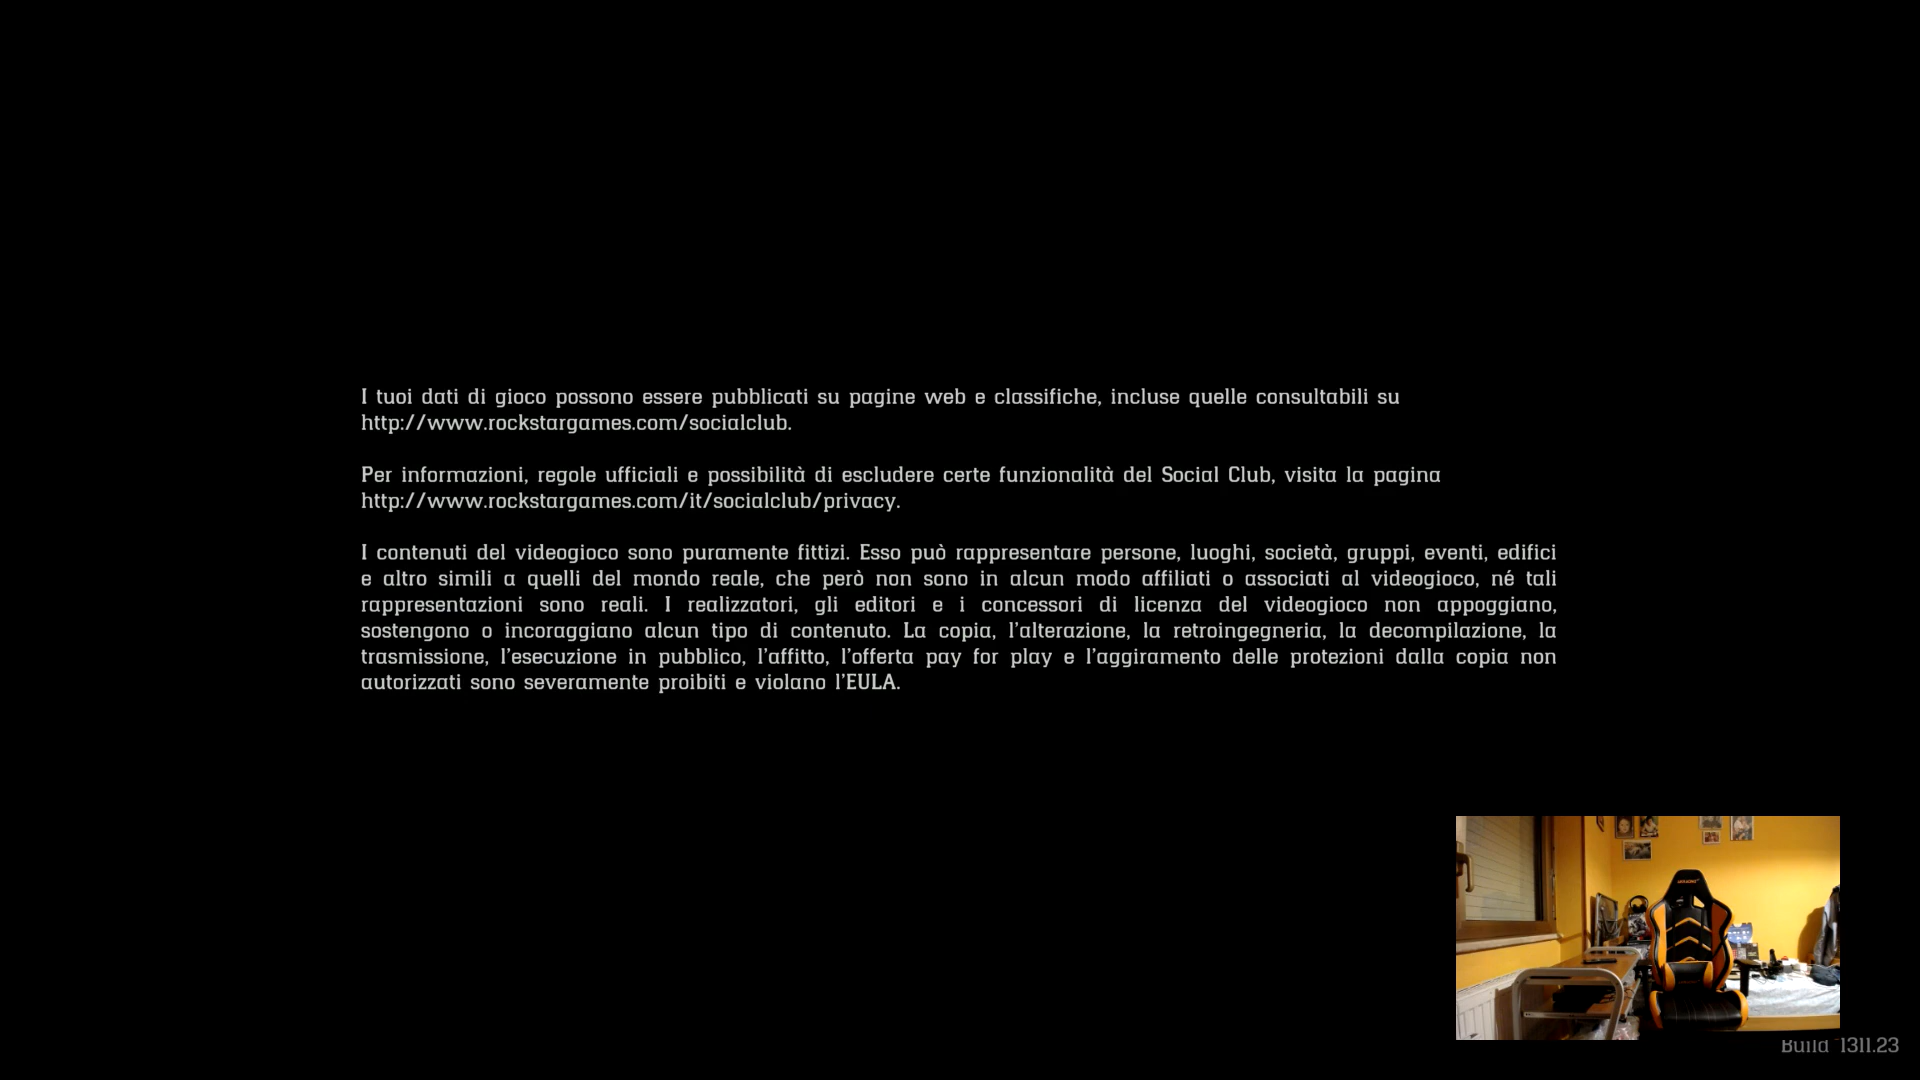 I tuoi dati di gioco possono essere pubblicati su pagine web e classifiche, incluse quelle consultabili su
http://www.rockstargames.com/socialclub.
Per informazioni, regole ufficiali e possibilità di escludere certe funzionalità del Social Club, visita la pagina
http://www.rockstargames.com/it/socialclub/privacy.
I contenuti del videogioco sono puramente fittizi. Esso può rappresentare persone, luoghi, società, gruppi, eventi, edifici
e altro simili a quelli del mondo reale, che però non sono in alcun modo affiliati o associati al videogioco, né tali
rappresentazioni sono reali. I realizzatori, gli editori e i concessori di licenza del videogioco non appoggiano,
sostengono o incoraggiano alcun tipo di contenuto. La copia, l'alterazione, la retroingegneria, la decompilazione, la
trasmissione, l'esecuzione in pubblico, l'affitto, l'offerta pay for play e l'aggiramento delle protezioni dalla copia non
autorizzati sono severamente proibiti e violano l'EULA.
Build 1311.23